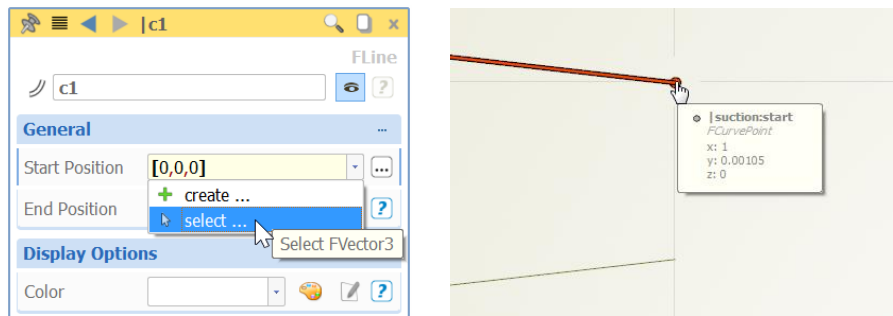 |c1
FLine
c1
General
Start Position [0,0,0]
create ...
End Position
select ...
Select FVector3
Display Options
Color
|suction:start
FCurvePoint
x: 1
y: 0.00105
z: 0